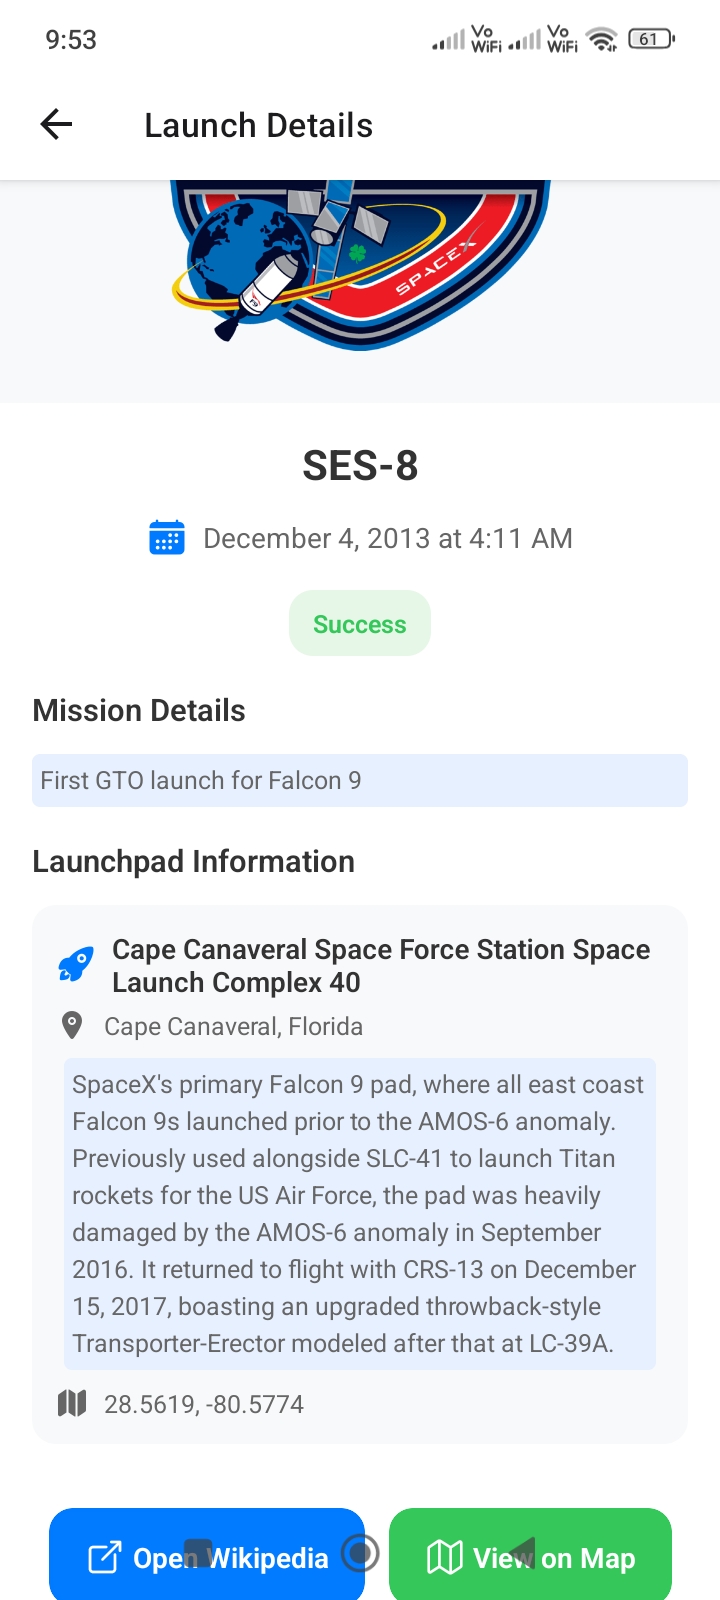 9:53
Vo
WiFi
Vo
WiFi
61
Launch Details
SPACEX
F9
SES-8
December 4, 2013 at 4:11 AM
Success
Mission Details
First GTO launch for Falcon 9
Launchpad Information
Cape Canaveral Space Force Station Space
Launch Complex 40
Cape Canaveral, Florida
SpaceX's primary Falcon 9 pad, where all east coast
Falcon 9s launched prior to the AMOS-6 anomaly.
Previously used alongside SLC-41 to launch Titan
rockets for the US Air Force, the pad was heavily
damaged by the AMOS-6 anomaly in September
2016. It returned to flight with CRS-13 on December
15, 2017, boasting an upgraded throwback-style
Transporter-Erector modeled after that at LC-39A.
28.5619, -80.5774
Open Wikipedia
View on Map